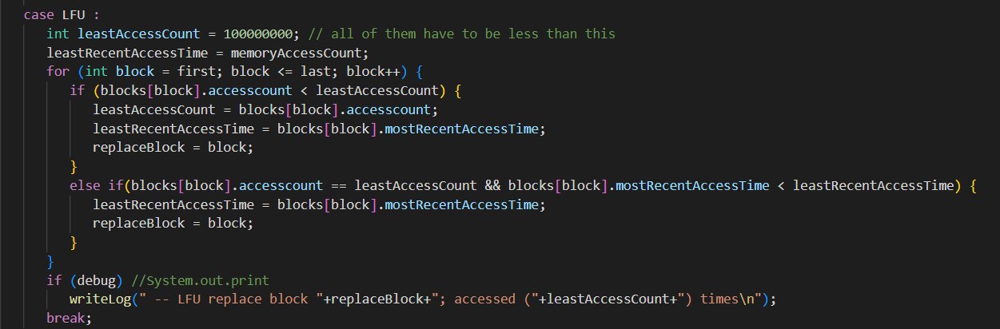 case LFU :
int leastAccessCount = 100000000; // all of them have to be less than this
leastRecentAccessTime = memoryAccessCount;
for (int block = first; block <= last; block++) {
if (blocks[block].accesscount < leastAccessCount) {
leastAccessCount = blocks[block].accesscount;
leastRecentAccessTime = blocks[block].mostRecentAccessTime;
replaceBlock = block;
}
else if(blocks[block].accesscount == leastAccessCount && blocks[block].mostRecentAccessTime < leastRecentAccessTime) {
leastRecentAccessTime = blocks[block].mostRecentAccessTime;
replaceBlock = block;
}
}
if (debug) //System.out.print
writeLog(" -- LFU replace block "+replaceBlock+"; accessed ("+leastAccessCount+") times\n");
break;